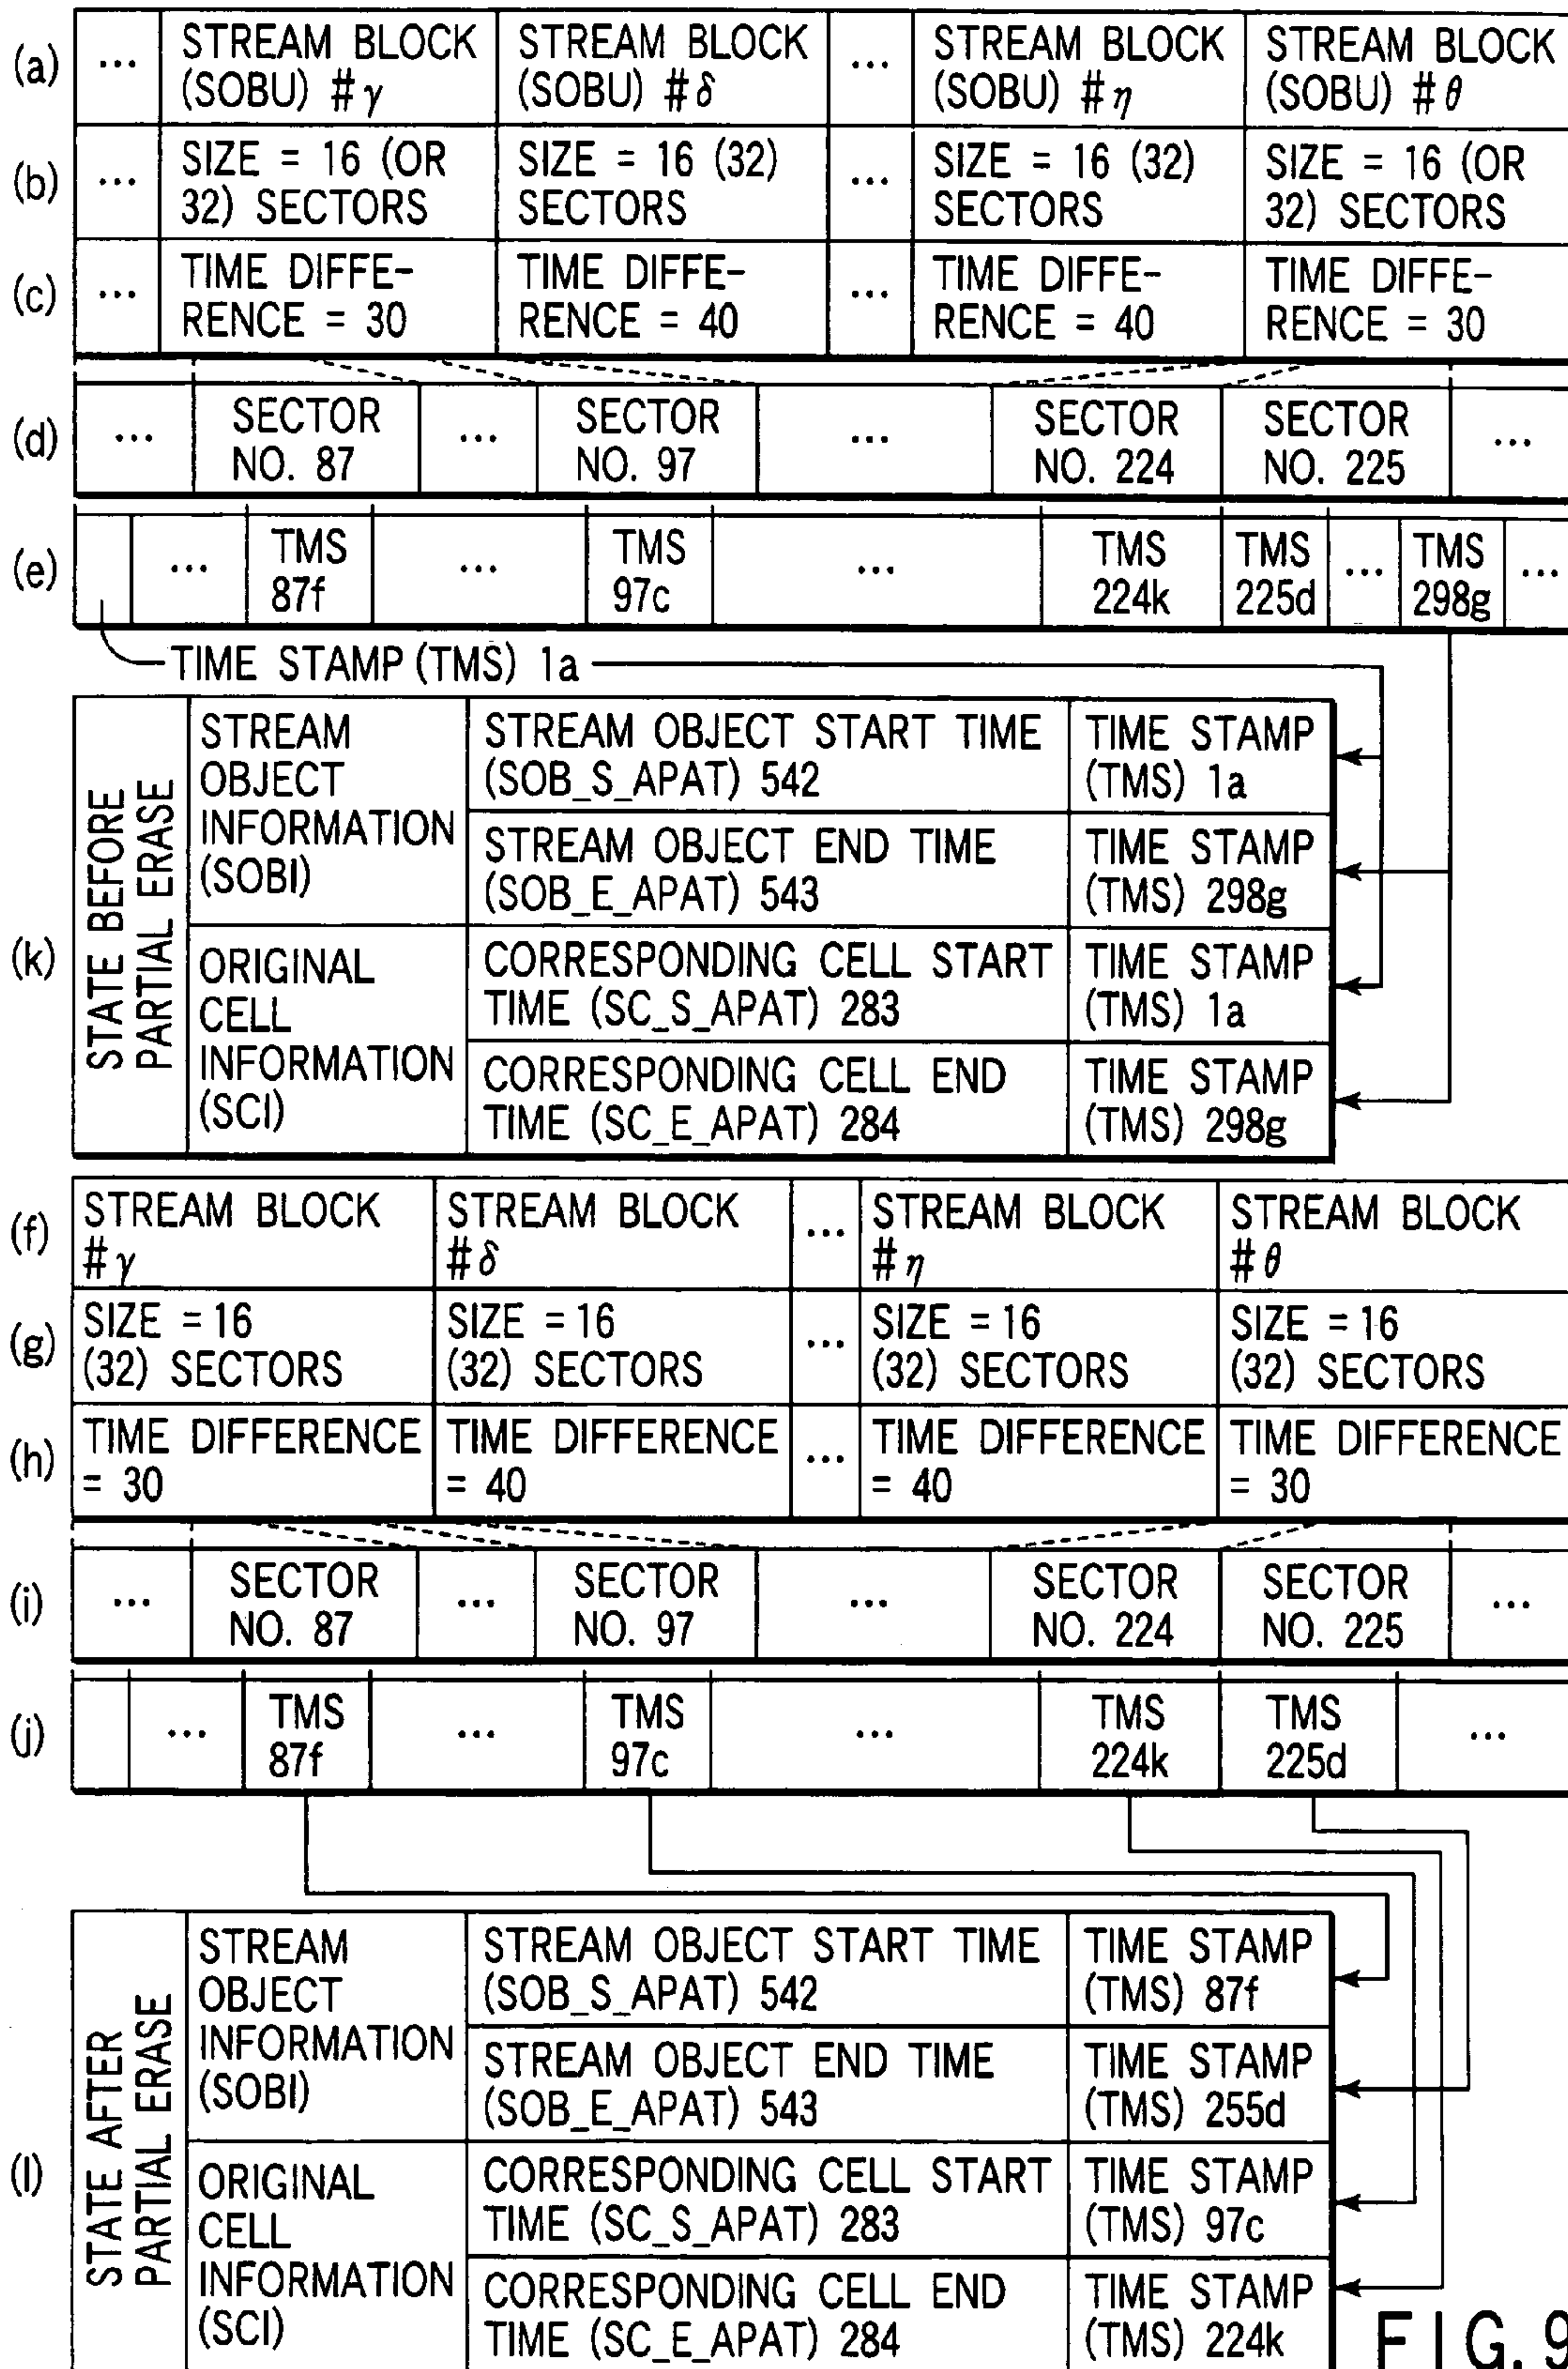 (a) ... STREAM BLOCK STREAM BLOCK ... STREAM BLOCK STREAM BLOCK
(SOBU) #γ (SOBU) #δ (SOBU) #η (SOBU) #θ
(b) ... SIZE = 16 (OR SIZE = 16 (32) ... SIZE = 16 (32) SIZE = 16 (OR
32) SECTORS SECTORS SECTORS 32) SECTORS
(c) ... TIME DIFFE- TIME DIFFE- ... TIME DIFFE- TIME DIFFE-
RENCE = 30 RENCE = 40 RENCE = 40 RENCE = 30
(d) ... SECTOR ... SECTOR ... SECTOR SECTOR ...
NO. 87 NO. 97 NO. 224 NO. 225
(e) ... TMS ... TMS ... TMS TMS ... TMS ...
87f 97c 224k 225d 298g
TIME STAMP (TMS) 1a
(k)
STATE BEFORE
PARTIAL ERASE
STREAM
OBJECT
INFORMATION
(SOBI)
STREAM OBJECT START TIME
(SOB_S_APAT) 542
TIME STAMP
(TMS) 1a
STREAM OBJECT END TIME
(SOB_E_APAT) 543
TIME STAMP
(TMS) 298g
ORIGINAL
CELL
INFORMATION
(SCI)
CORRESPONDING CELL START
TIME (SC_S_APAT) 283
TIME STAMP
(TMS) 1a
CORRESPONDING CELL END
TIME (SC_E_APAT) 284
TIME STAMP
(TMS) 298g
(f) STREAM BLOCK STREAM BLOCK ... STREAM BLOCK STREAM BLOCK
#γ #δ #η #θ
(g) SIZE = 16 SIZE = 16 ... SIZE = 16 SIZE = 16
(32) SECTORS (32) SECTORS (32) SECTORS (32) SECTORS
(h) TIME DIFFERENCE TIME DIFFERENCE ... TIME DIFFERENCE TIME DIFFERENCE
= 30 = 40 = 40 = 30
(i) ... SECTOR ... SECTOR ... SECTOR SECTOR ...
NO. 87 NO. 97 NO. 224 NO. 225
(j) ... TMS ... TMS ... TMS TMS ...
87f 97c 224k 225d
(l)
STATE AFTER
PARTIAL ERASE
STREAM
OBJECT
INFORMATION
(SOBI)
STREAM OBJECT START TIME
(SOB_S_APAT) 542
TIME STAMP
(TMS) 87f
STREAM OBJECT END TIME
(SOB_E_APAT) 543
TIME STAMP
(TMS) 255d
ORIGINAL
CELL
INFORMATION
(SCI)
CORRESPONDING CELL START
TIME (SC_S_APAT) 283
TIME STAMP
(TMS) 97c
CORRESPONDING CELL END
TIME (SC_E_APAT) 284
TIME STAMP
(TMS) 224k
FIG. 9